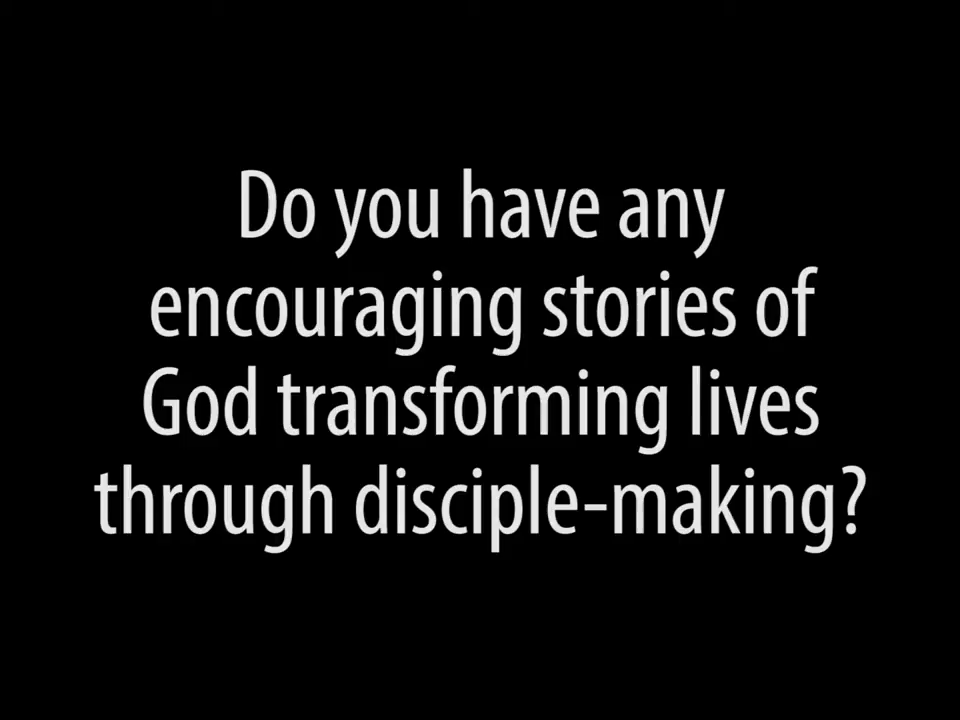 Do you have any
encouraging stories of
God transforming lives
through disciple-making?